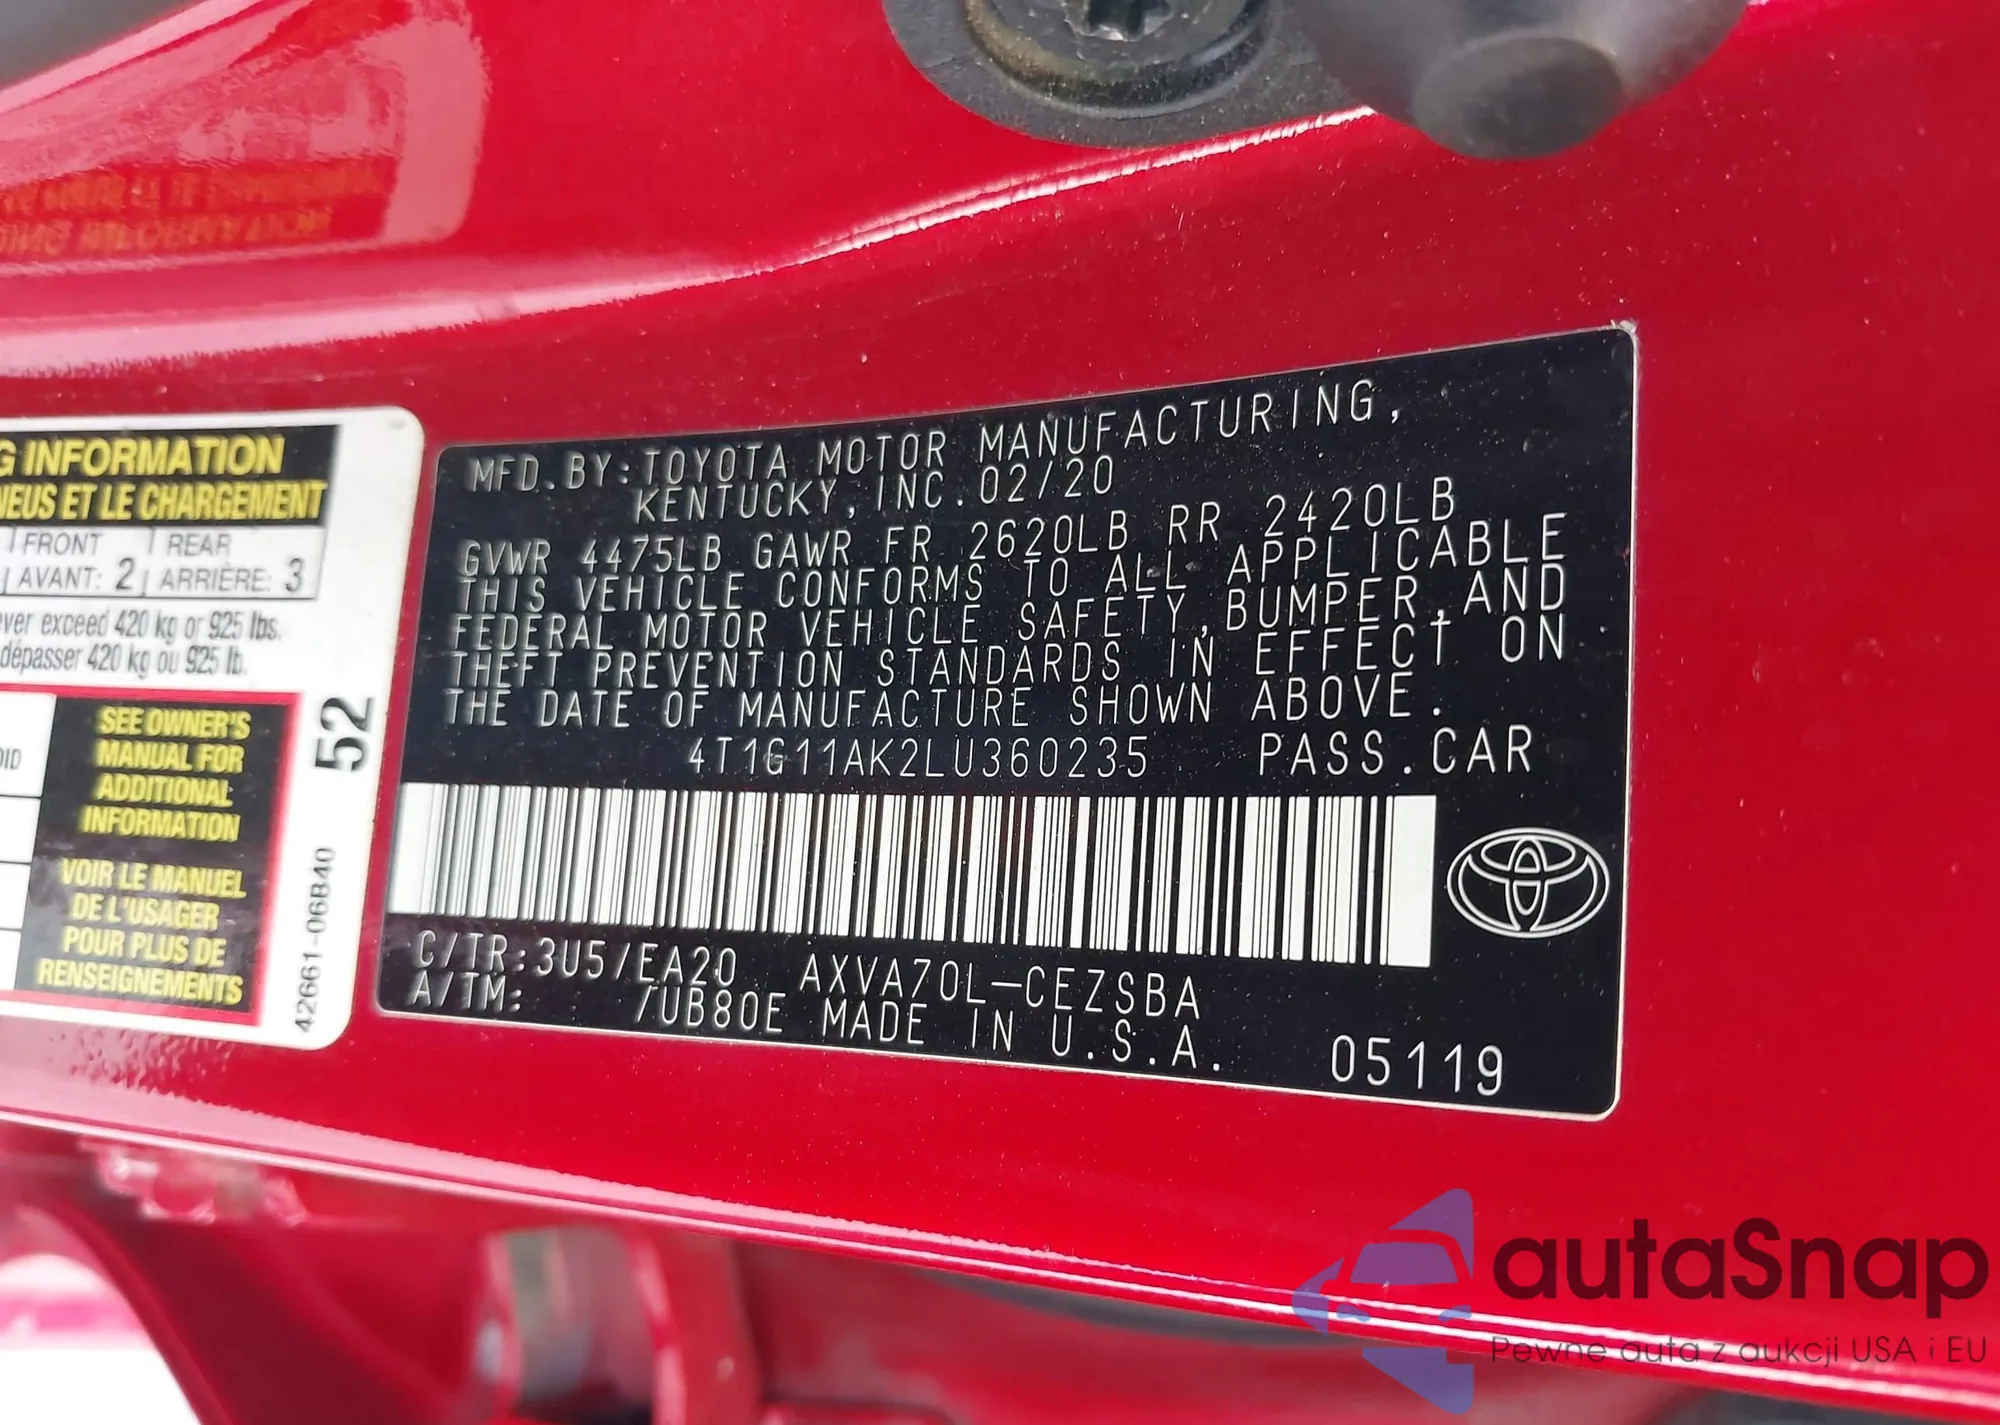 G INFORMATION
NEUS ET LE CHARGEMENT
FRONT REAR
AVANT: 2 ARRIÈRE: 3
ver exceed 420 kg or 925 lbs.
dépasser 420 kg ou 925 lb.
OID
SEE OWNER'S
MANUAL FOR
ADDITIONAL
INFORMATION
VOIR LE MANUEL
DE L'USAGER
POUR PLUS DE
RENSEIGNEMENTS
52
42661-06B40
MFD. BY: TOYOTA MOTOR MANUFACTURING,
KENTUCKY, INC. 02/20
GVWR 4475LB GAWR FR 2620LB RR 2420LB
THIS VEHICLE CONFORMS TO ALL APPLICABLE
FEDERAL MOTOR VEHICLE SAFETY, BUMPER, AND
THEFT PREVENTION STANDARDS IN EFFECT ON
THE DATE OF MANUFACTURE SHOWN ABOVE.
4T1G11AK2LU360235 PASS.CAR
C/TR: 3U5/EA20 AXVA70L-CEZSBA
A/TM: /UB80E MADE IN U.S.A.
05119
autaSnap
Pewne auta z aukcji USA i EU